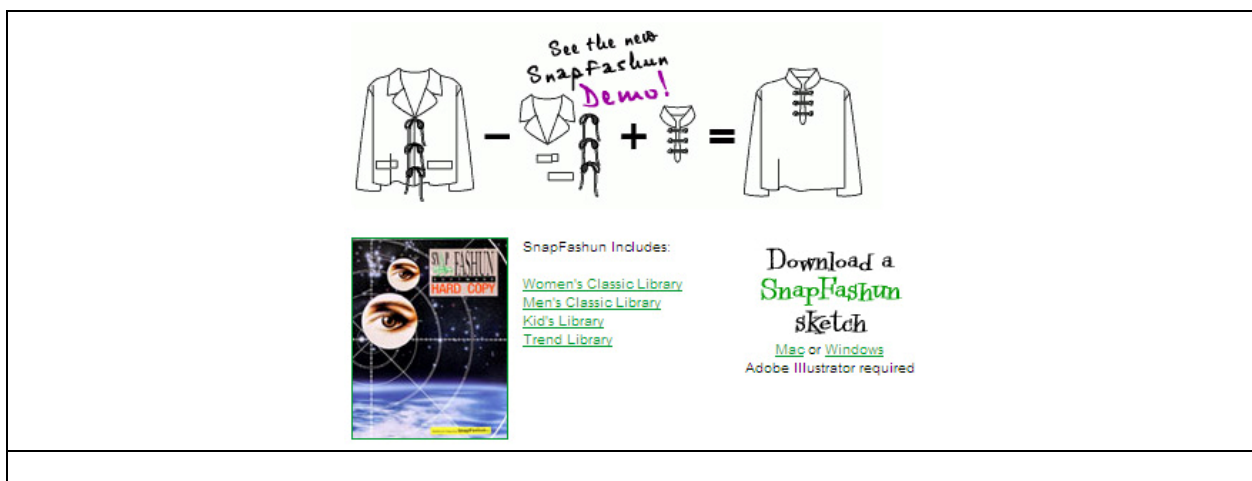 See the new
SnapFashun
Demo!
− + =
SnapFashun Includes:
Women's Classic Library
Men's Classic Library
Kid's Library
Trend Library
FASHUN
HARD COPY
Download a
SnapFashun
sketch
Mac or Windows
Adobe Illustrator required